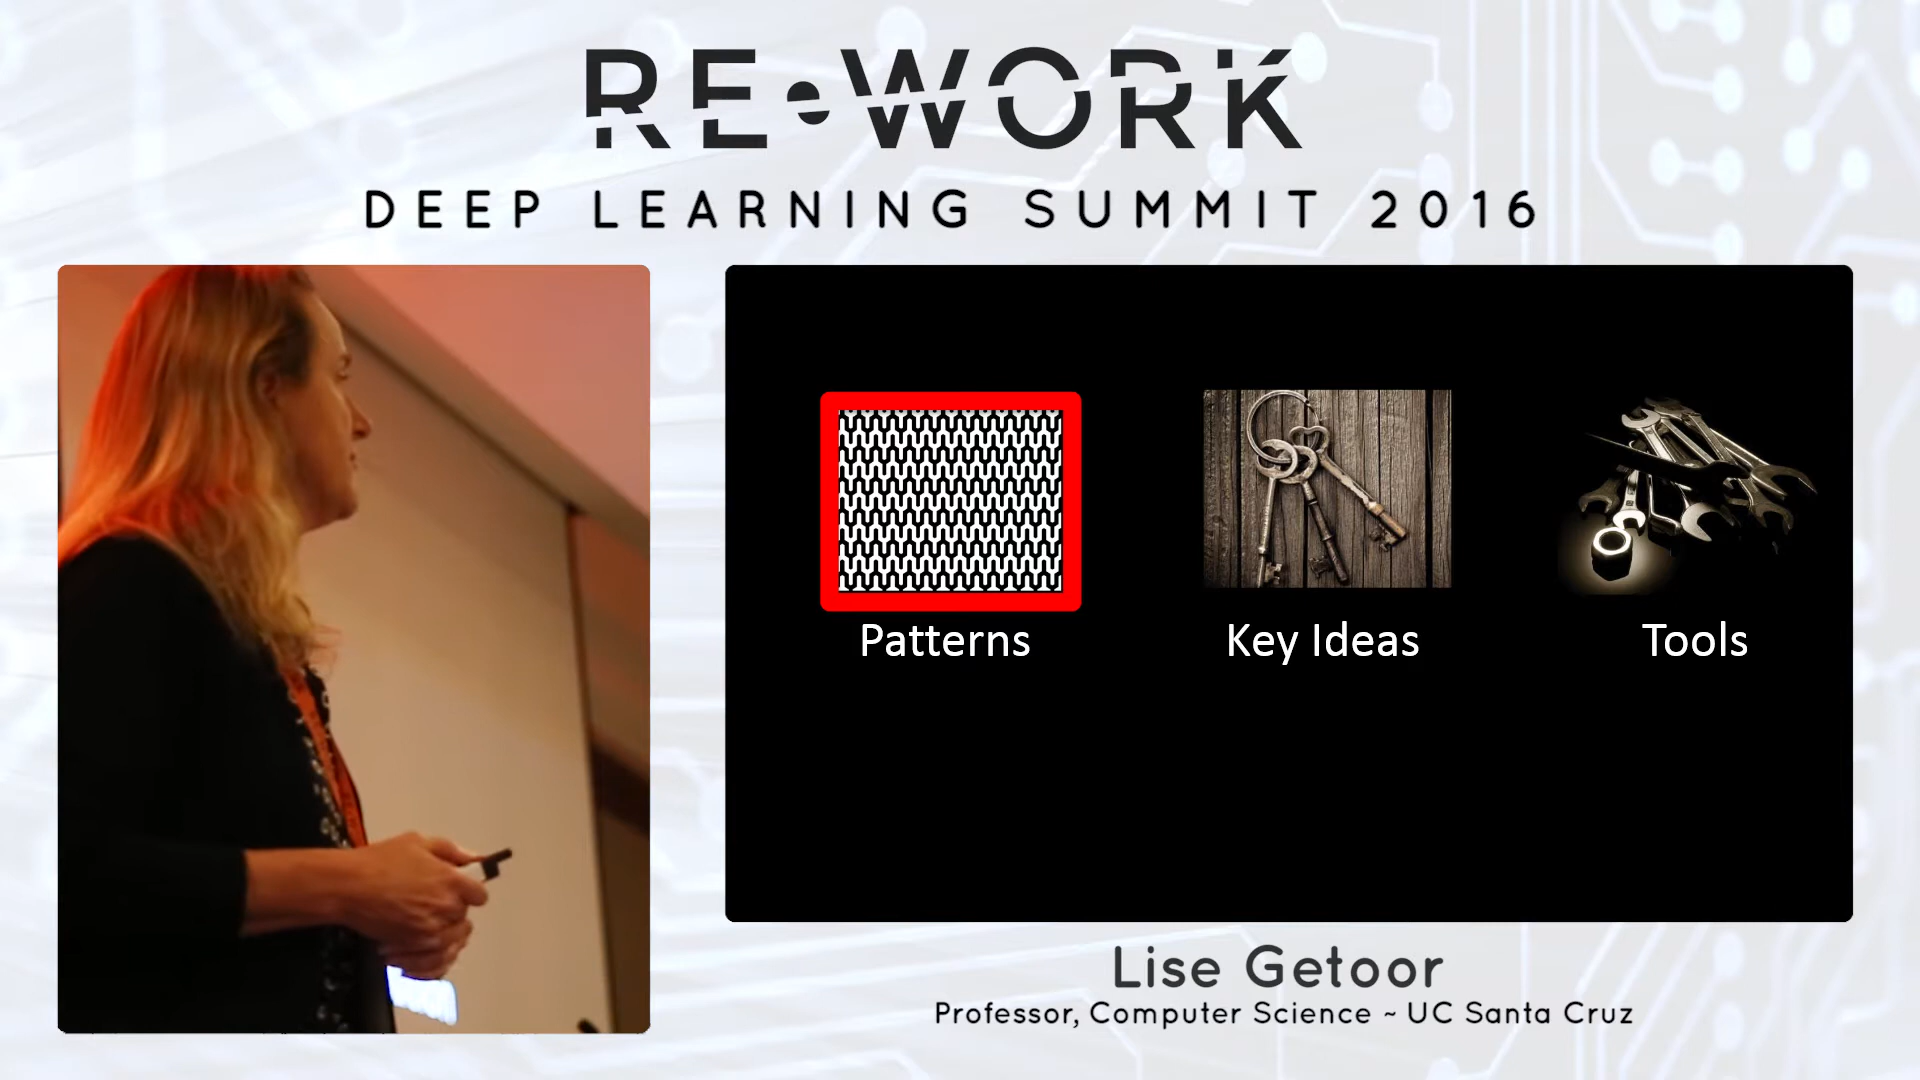 RE•WORK
DEEP LEARNING SUMMIT 2016
Patterns
Key Ideas
Tools
Lise Getoor
Professor, Computer Science ~ UC Santa Cruz